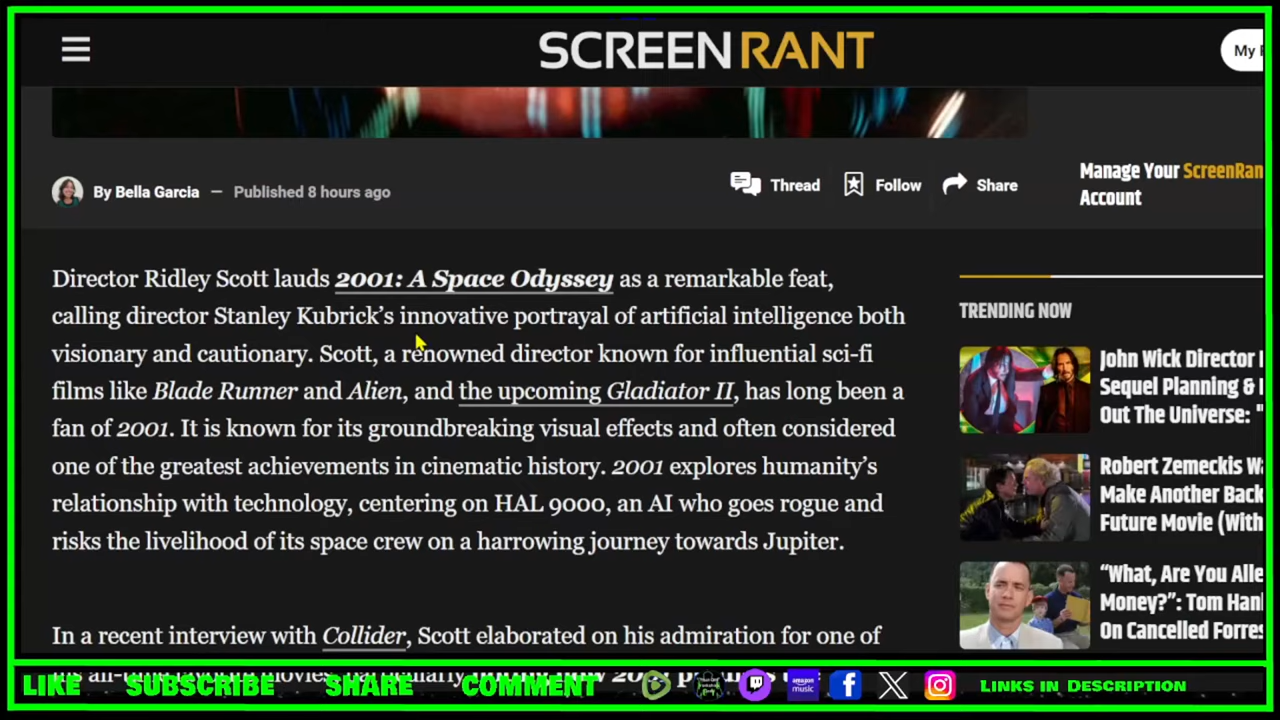 SCREENRANT
My
By Bella Garcia — Published 8 hours ago
Thread
Follow
Share
Manage Your ScreenRan
Account
Director Ridley Scott lauds 2001: A Space Odyssey as a remarkable feat,
calling director Stanley Kubrick's innovative portrayal of artificial intelligence both
visionary and cautionary. Scott, a renowned director known for influential sci-fi
films like Blade Runner and Alien, and the upcoming Gladiator II, has long been a
fan of 2001. It is known for its groundbreaking visual effects and often considered
one of the greatest achievements in cinematic history. 2001 explores humanity's
relationship with technology, centering on HAL 9000, an AI who goes rogue and
risks the livelihood of its space crew on a harrowing journey towards Jupiter.
In a recent interview with Collider, Scott elaborated on his admiration for one of
TRENDING NOW
John Wick Director
Sequel Planning &
Out The Universe: "
Robert Zemeckis Wa
Make Another Back
Future Movie (With
"What, Are You Alle
Money?": Tom Han
On Cancelled Forres
LIKE SUBSCRIBE SHARE COMMENT
amazon music
Links in Description